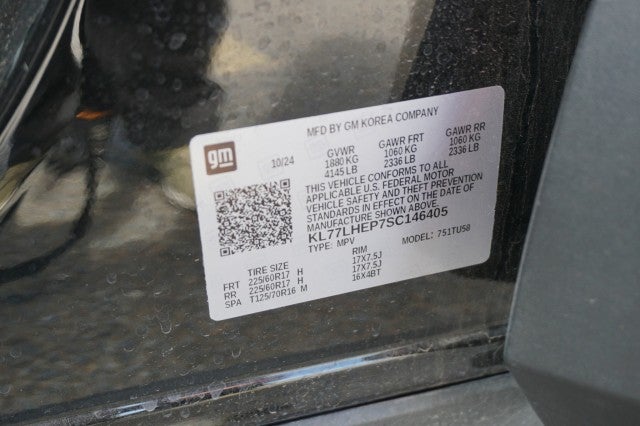 MFD BY GM KOREA COMPANY
gm
10/24 GVWR GAWR FRT GAWR RR
1880 KG 1060 KG 1060 KG
4145 LB 2336 LB 2336 LB
THIS VEHICLE CONFORMS TO ALL
APPLICABLE U.S. FEDERAL MOTOR
VEHICLE SAFETY AND THEFT PREVENTION
STANDARDS IN EFFECT ON THE DATE OF
MANUFACTURE SHOWN ABOVE.
KL77LHEP7SC146405
TYPE: MPV MODEL: 751TU58
TIRE SIZE RIM
FRT 225/60R17 H 17X7.5J
RR 225/60R17 H 17X7.5J
SPA T125/70R16 M 16X4BT